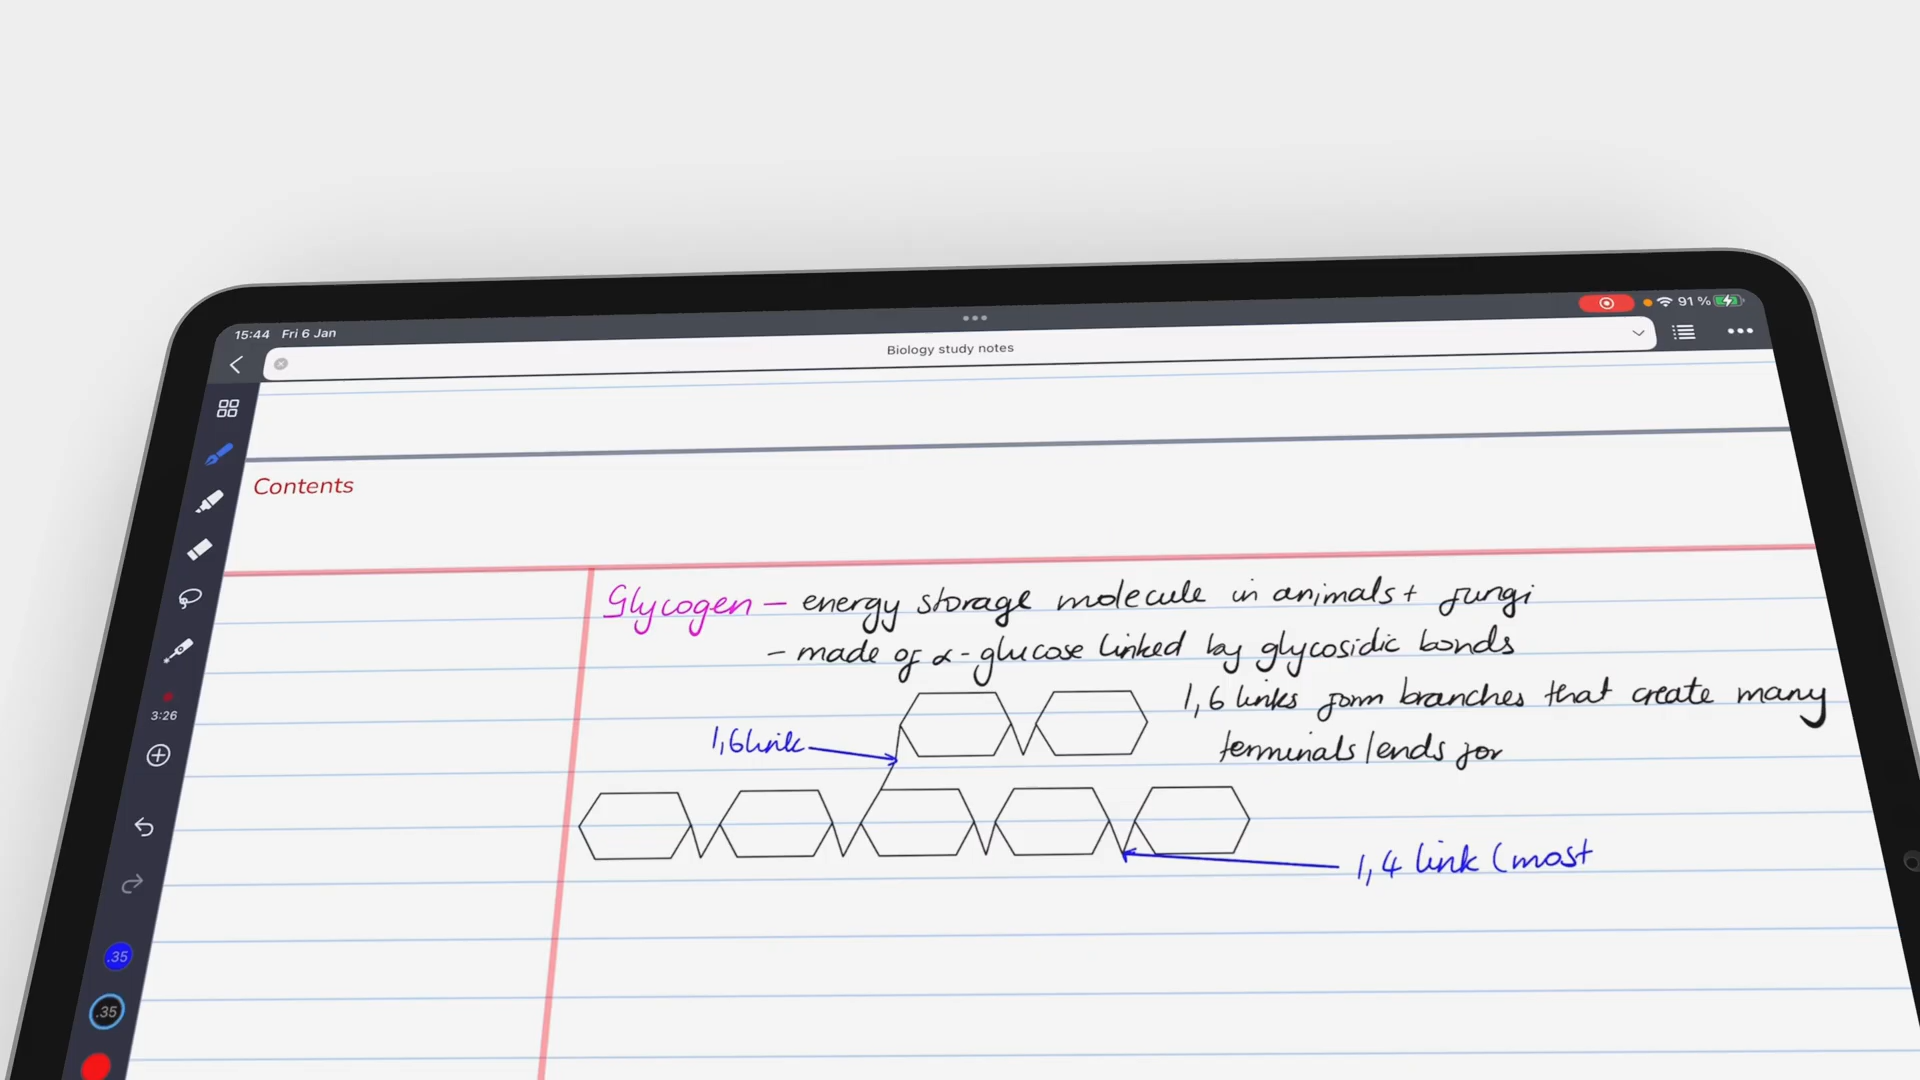 15:44 Fri 6 Jan
91 %
Biology study notes
Contents
Glycogen – energy storage molecule in animals + fungi
– made of α-glucose linked by glycosidic bonds
1,6 links form branches that create many
terminals/ends for
1,6 link
1,4 link (most
3:26
.35
.35